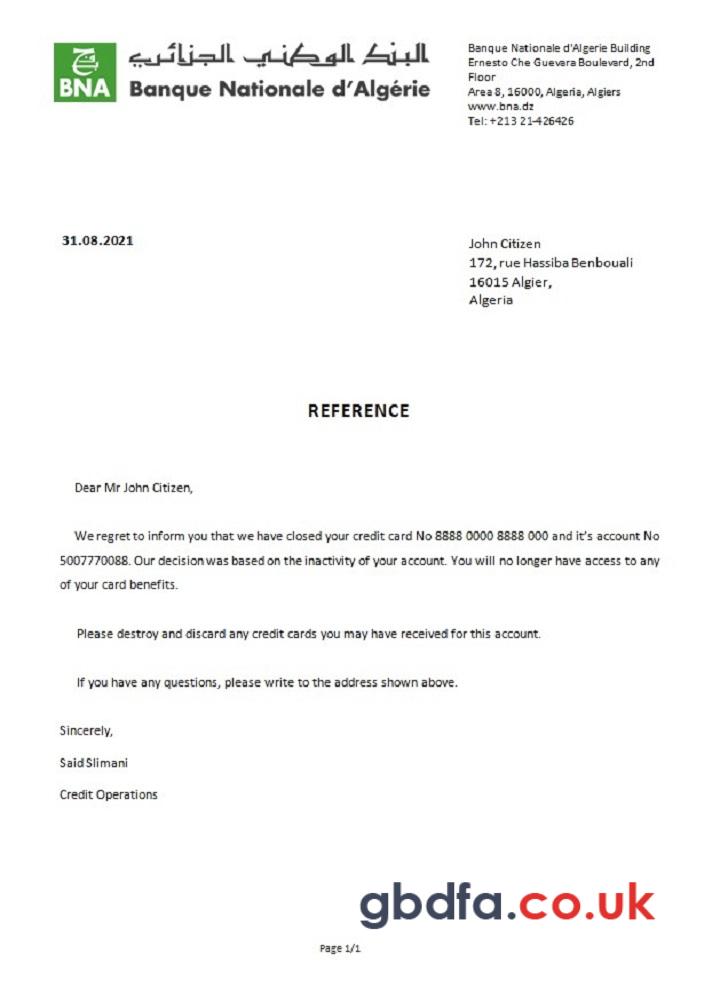 البنك الوطني الجزائري
BNA
Banque Nationale d'Algérie
Banque Nationale d'Algerie Building
Ernesto Che Guevara Boulevard, 2nd
Floor
Area 8, 16000, Algeria, Algiers
www.bna.dz
Tel: +213 21-426426
31.08.2021
John Citizen
172, rue Hassiba Benbouali
16015 Algier,
Algeria
REFERENCE
Dear Mr John Citizen,
We regret to inform you that we have closed your credit card No 8888 0000 8888 000 and it's account No
5007770088. Our decision was based on the inactivity of your account. You will no longer have access to any
of your card benefits.
Please destroy and discard any credit cards you may have received for this account.
If you have any questions, please write to the address shown above.
Sincerely,
Said Slimani
Credit Operations
gbdfa.co.uk
Page 1/1